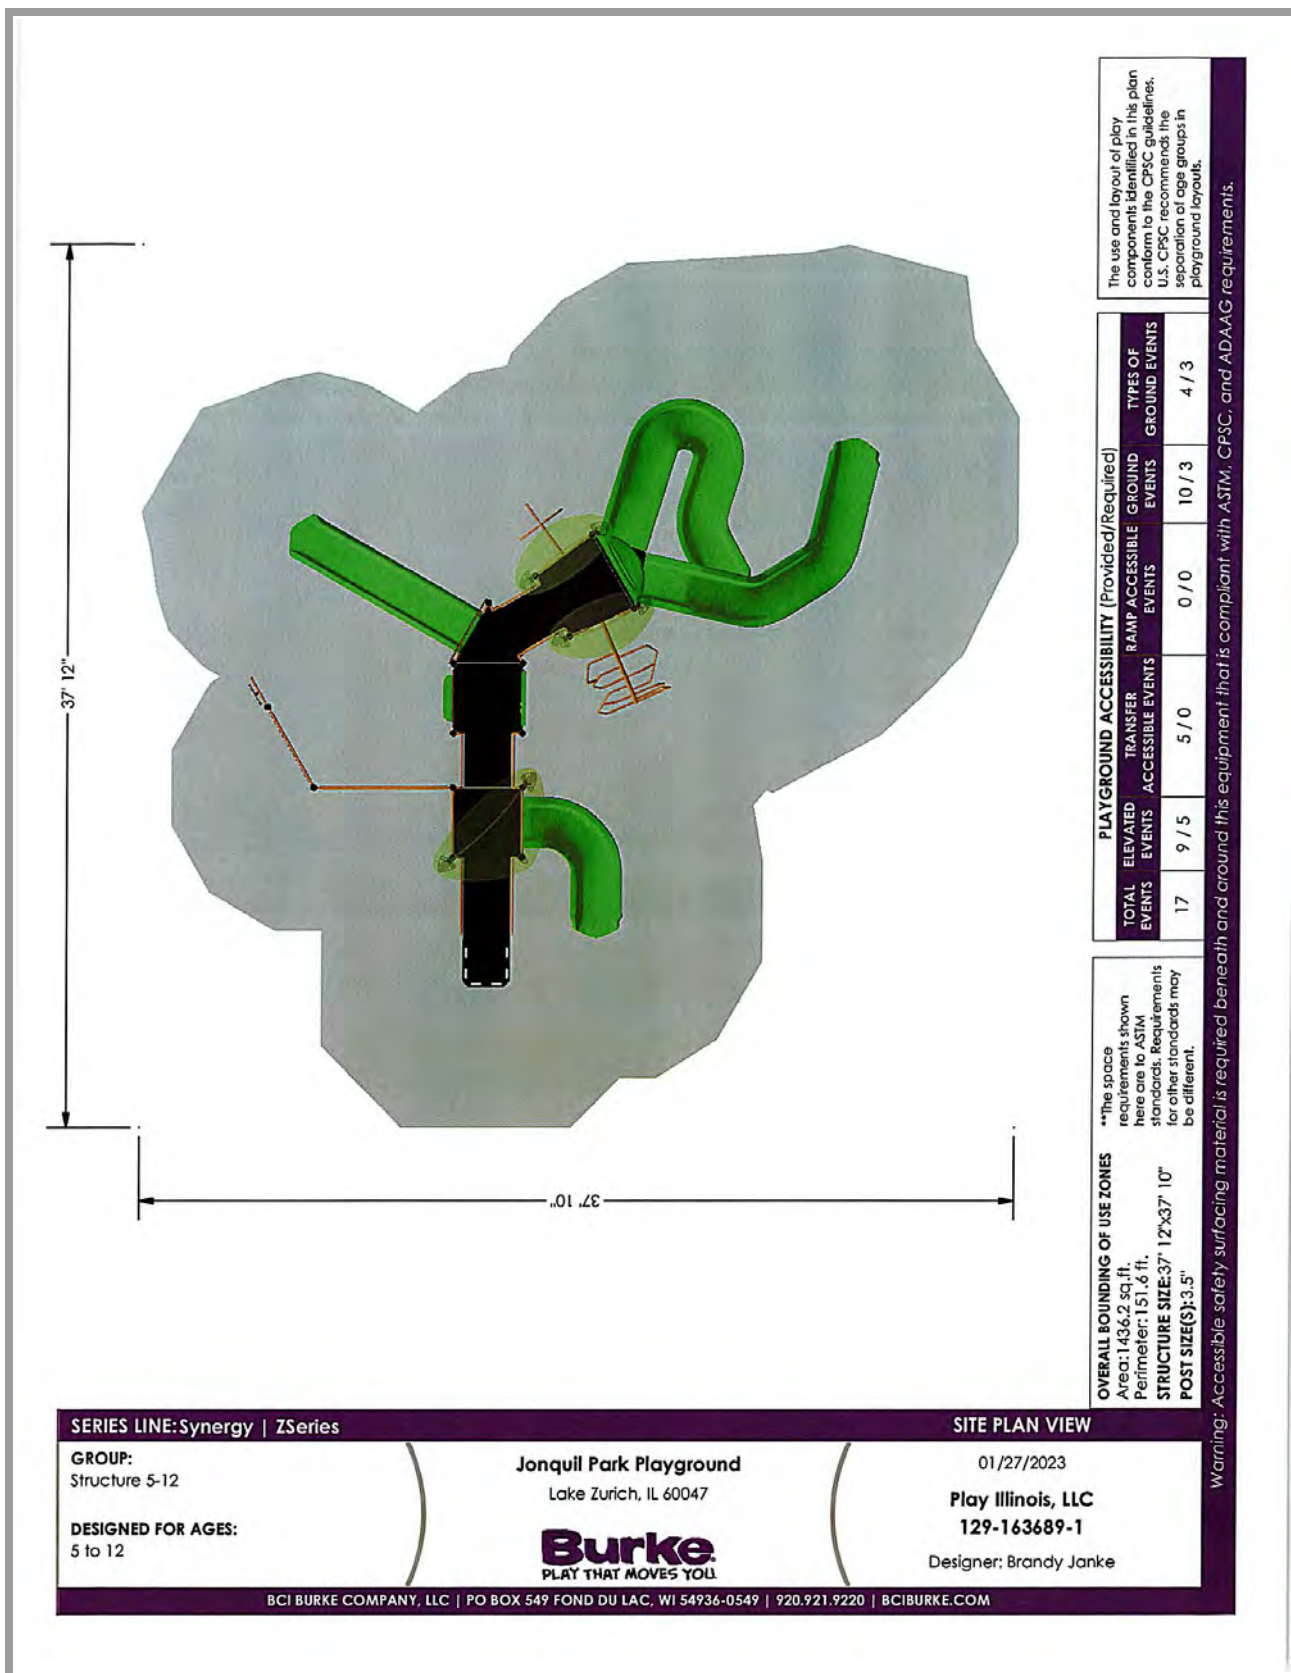 37' 12"
37' 10"
The use and layout of play
components identified in this plan
conform to the CPSC guildelines.
U.S. CPSC recommends the
separation of age groups in
playground layouts.
PLAYGROUND ACCESSIBILITY (Provided/Required)
TOTAL EVENTS
ELEVATED EVENTS
TRANSFER ACCESSIBLE EVENTS
RAMP ACCESSIBLE EVENTS
GROUND EVENTS
TYPES OF GROUND EVENTS
17
9 / 5
5 / 0
0 / 0
10 / 3
4 / 3
OVERALL BOUNDING OF USE ZONES
Area:1436.2 sq.ft.
Perimeter:151.6 ft.
STRUCTURE SIZE:37' 12"x37' 10"
POST SIZE(S):3.5"
**The space
requirements shown
here are to ASTM
standards. Requirements
for other standards may
be different.
Warning: Accessible safety surfacing material is required beneath and around this equipment that is compliant with ASTM, CPSC, and ADAAG requirements.
SERIES LINE:Synergy | ZSeries
SITE PLAN VIEW
GROUP:
Structure 5-12
DESIGNED FOR AGES:
5 to 12
Jonquil Park Playground
Lake Zurich, IL 60047
Burke
PLAY THAT MOVES YOU.
01/27/2023
Play Illinois, LLC
129-163689-1
Designer: Brandy Janke
BCI BURKE COMPANY, LLC | PO BOX 549 FOND DU LAC, WI 54936-0549 | 920.921.9220 | BCIBURKE.COM